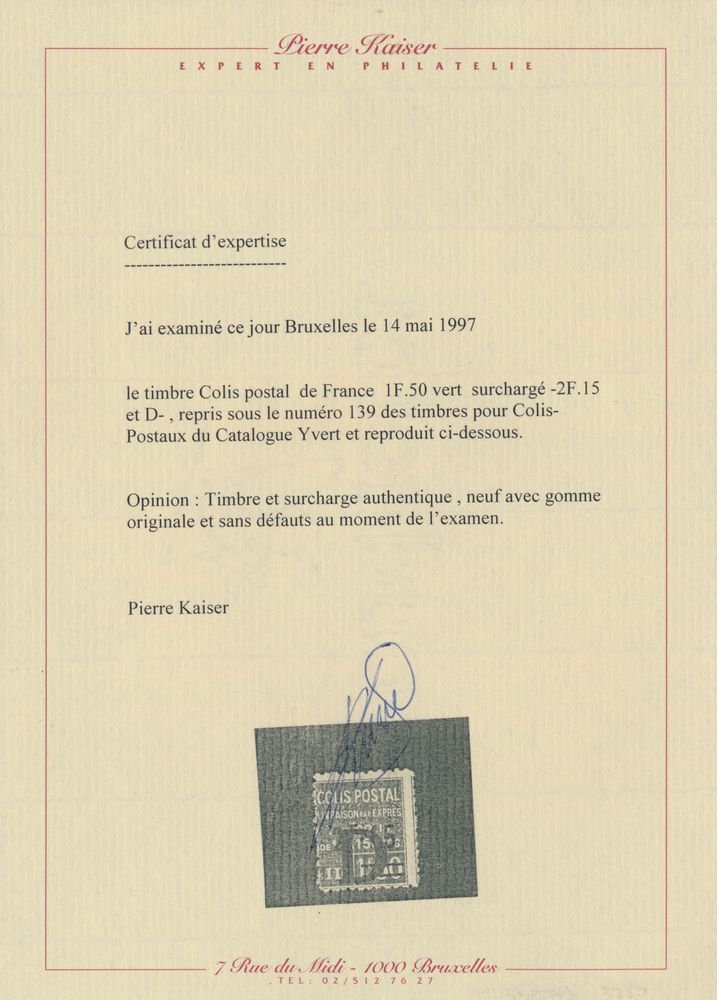 Pierre Kaiser
EXPERT EN PHILATELIE
Certificat d'expertise
---------------------------
J'ai examiné ce jour Bruxelles le 14 mai 1997
le timbre Colis postal de France 1F.50 vert surchargé -2F.15
et D- , repris sous le numéro 139 des timbres pour Colis-
Postaux du Catalogue Yvert et reproduit ci-dessous.
Opinion : Timbre et surcharge authentique , neuf avec gomme
originale et sans défauts au moment de l'examen.
Pierre Kaiser
COLIS POSTAL
LIVRAISON PAR EXPRES
DE
15
II
7 Rue du Midi - 1000 Bruxelles
TEL: 02/512 76 27